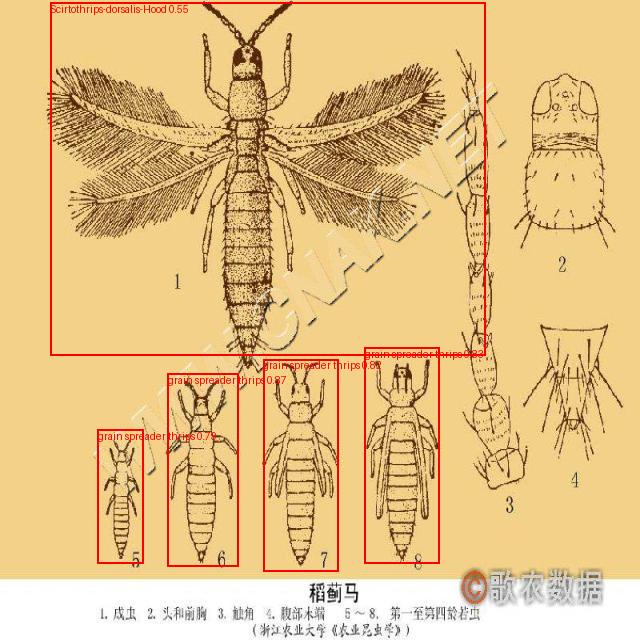 Scirtothrips-dorsalis-Hood 0.55
WWW.CNAK.NET
1
2
grain spreader thrips 0.83
grain spreader thrips 0.82
grain spreader thrips 0.87
grain spreader thrips 0.79
3
4
5
6
7
8
©歌农数据
稻蓟马
1. 成虫 2. 头和前胸 3. 触角 4. 腹部末端 5～8. 第一至第四龄若虫
(浙江农业大学《农业昆虫学》)